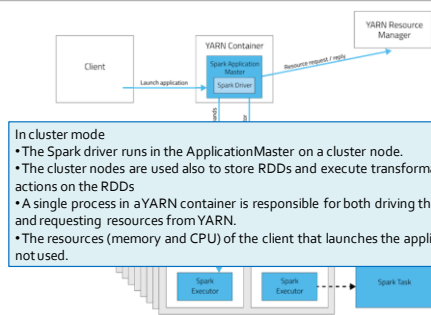 YARN Resource
Manager
YARN Container
Client
Spark Application
Master
Spark Driver
Launch application
Resource request / reply
In cluster mode
•The Spark driver runs in the ApplicationMaster on a cluster node.
•The cluster nodes are used also to store RDDs and execute
actions on the RDDs
•A single process in a YARN container is responsible for both driving
and requesting resources from YARN.
•The resources (memory and CPU) of the client that launches the
not used.
Spark
Executor
Spark
Executor
Spark Task